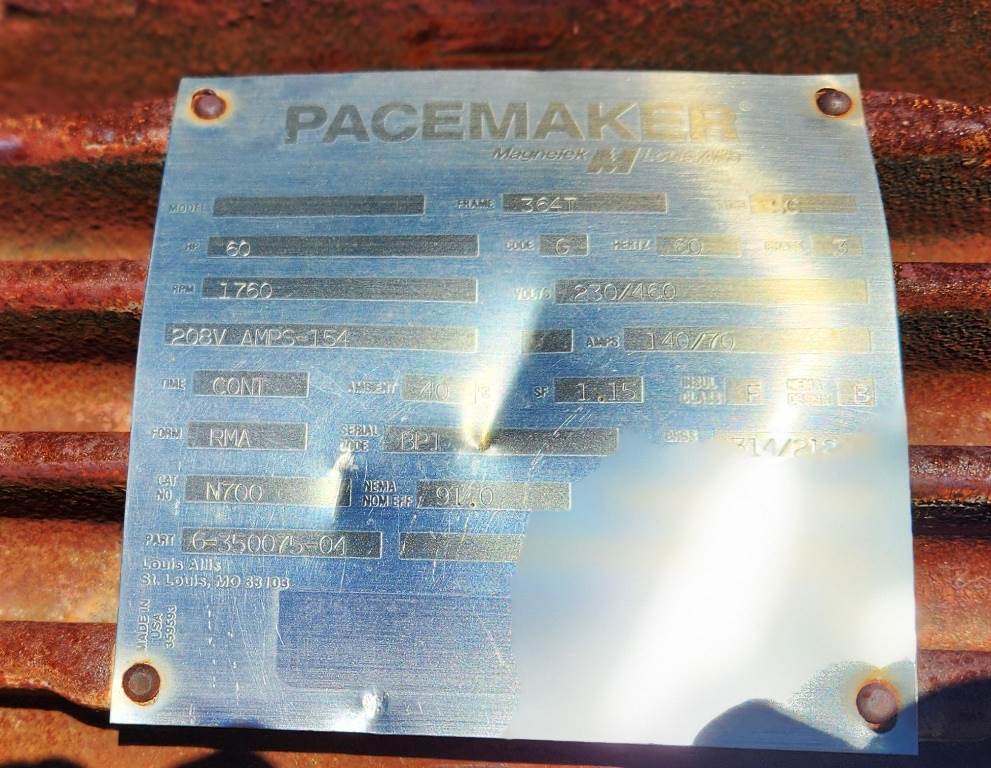 PACEMAKER
MagneTek Louis Allis
MODEL FRAME 364T
HP 60 CODE G HERTZ 60 PHASE 3
RPM 1760 VOLTS 230/460
208V AMPS-154 AMPS 140/70
TIME CONT AMBIENT 40 SF 1.15 INSUL CLASS F NEMA DESIGN B
FORM RMA SERIAL CODE BRGS
CAT NO N700 NEMA NOM EFF 91.0
PART 6-350075-04
Louis Allis
St. Louis, MO
MADE IN
USA